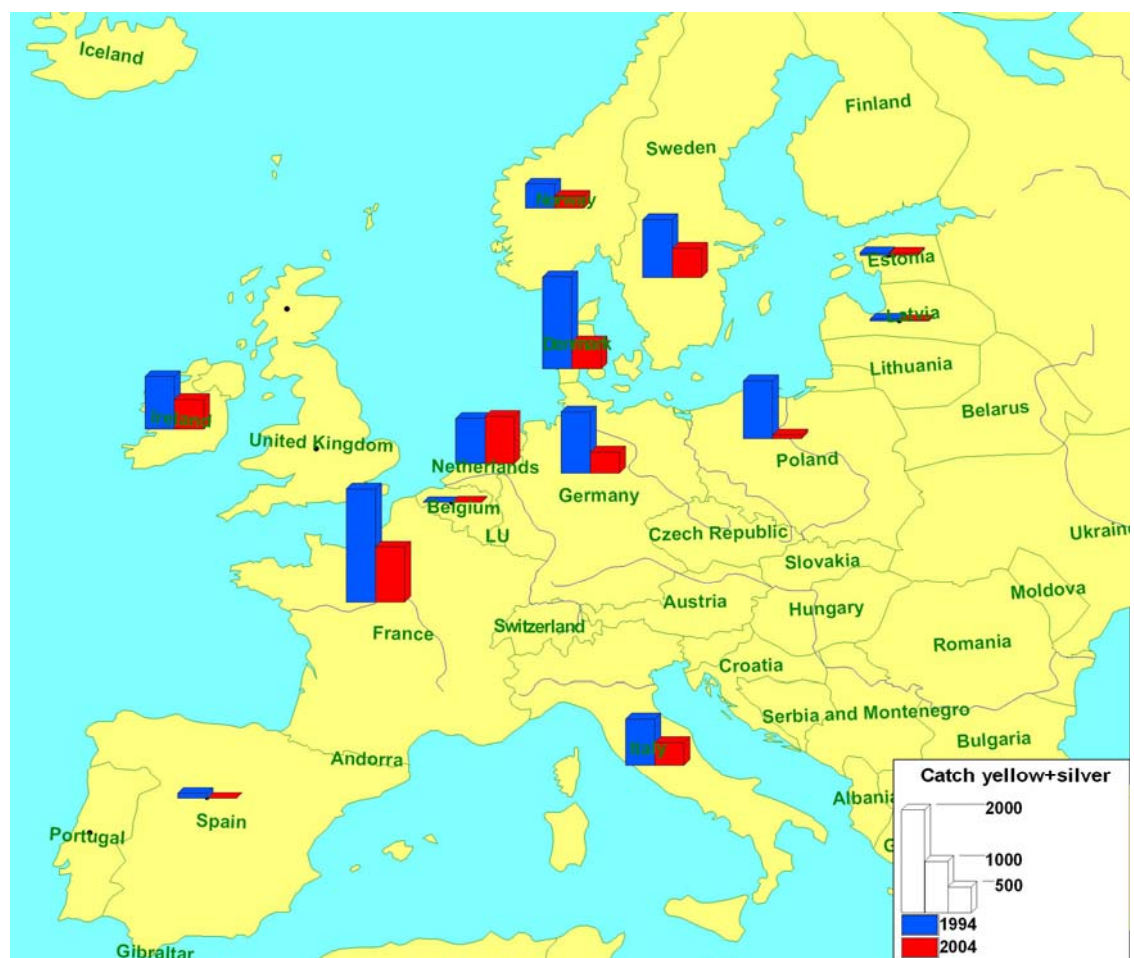 Iceland
Finland
Sweden
Norway
Estonia
Latvia
Denmark
Lithuania
Belarus
Ireland
United Kingdom
Netherlands
Poland
Germany
Belgium
LU
Czech Republic
Ukraine
Slovakia
Moldova
Austria
Hungary
France
Switzerland
Romania
Croatia
Serbia and Montenegro
Bulgaria
Italy
Andorra
Albania
Spain
Portugal
G
Gibraltar
Catch yellow+silver
2000
1000
500
1994
2004